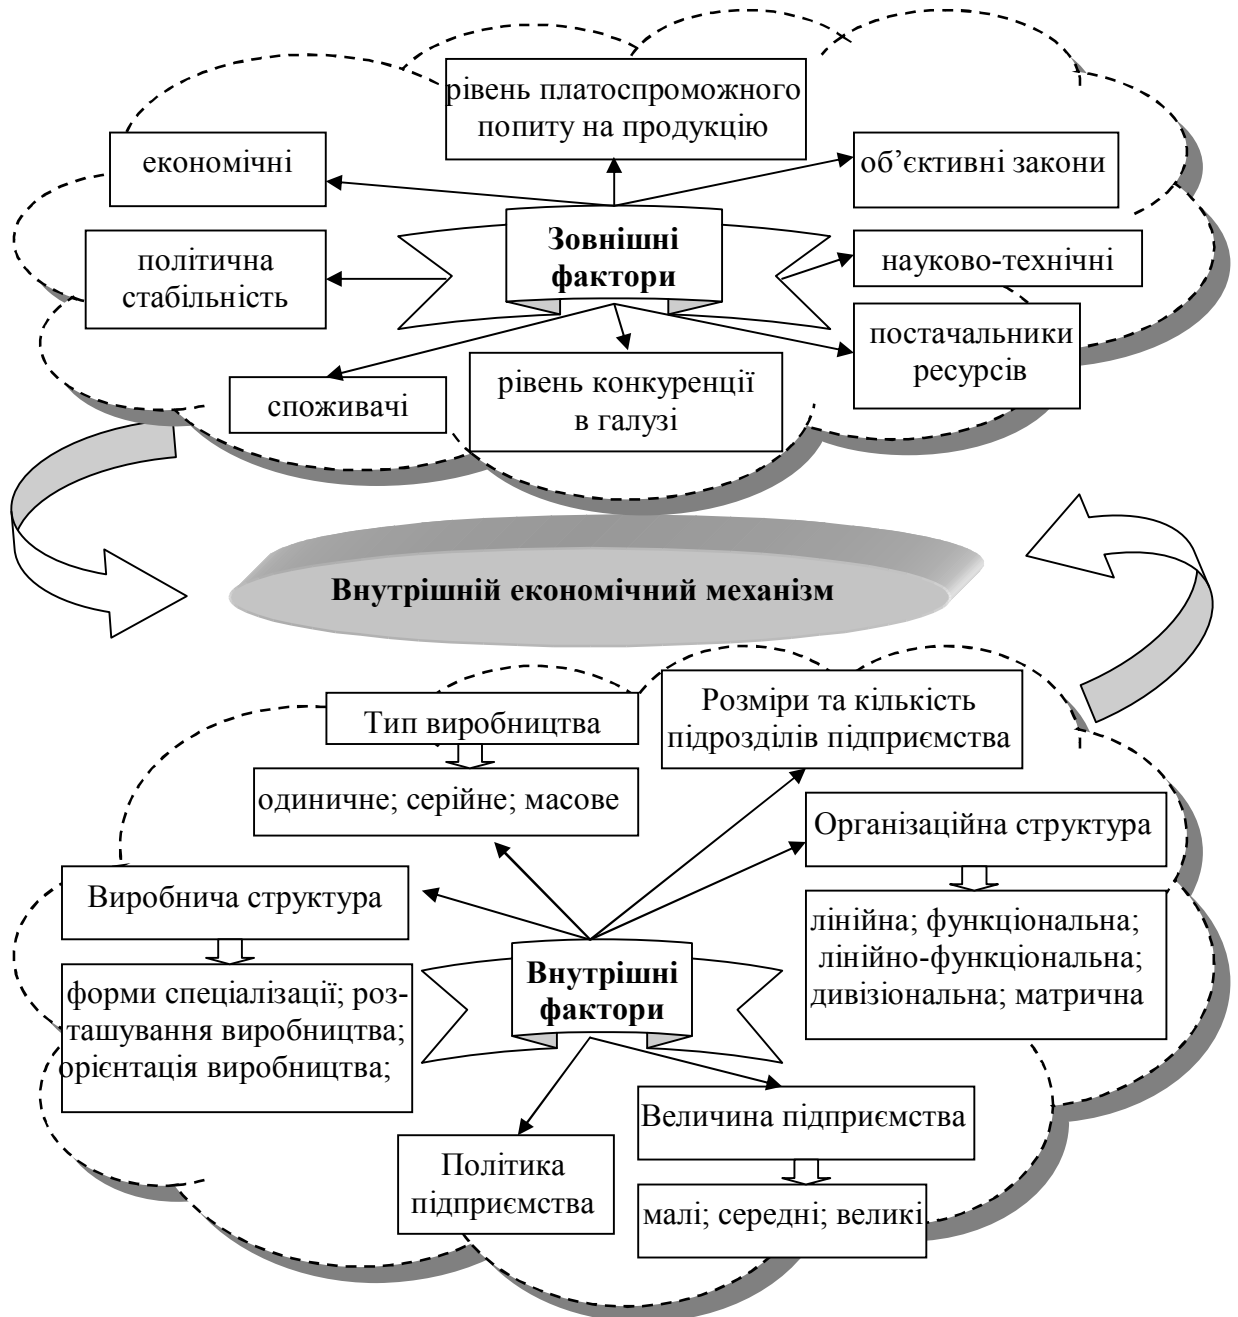 рівень платоспроможного
попиту на продукцію
економічні
об’єктивні закони
Зовнішні
фактори
політична
стабільність
науково-технічні
постачальники
ресурсів
споживачі
рівень конкуренції
в галузі
Внутрішній економічний механізм
Тип виробництва
одиничне; серійне; масове
Розміри та кількість
підрозділів підприємства
Організаційна структура
лінійна; функціональна;
лінійно-функціональна;
дивізіональна; матрична
Виробнича структура
форми спеціалізації; роз-
ташування виробництва;
орієнтація виробництва;
Внутрішні
фактори
Політика
підприємства
Величина підприємства
малі; середні; великі